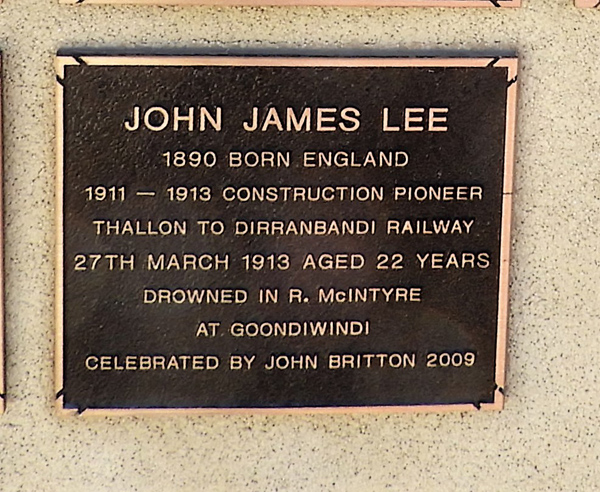 JOHN JAMES LEE
1890 BORN ENGLAND
1911 — 1913 CONSTRUCTION PIONEER
THALLON TO DIRRANBANDI RAILWAY
27TH MARCH 1913 AGED 22 YEARS
DROWNED IN R. McINTYRE
AT GOONDIWINDI
CELEBRATED BY JOHN BRITTON 2009